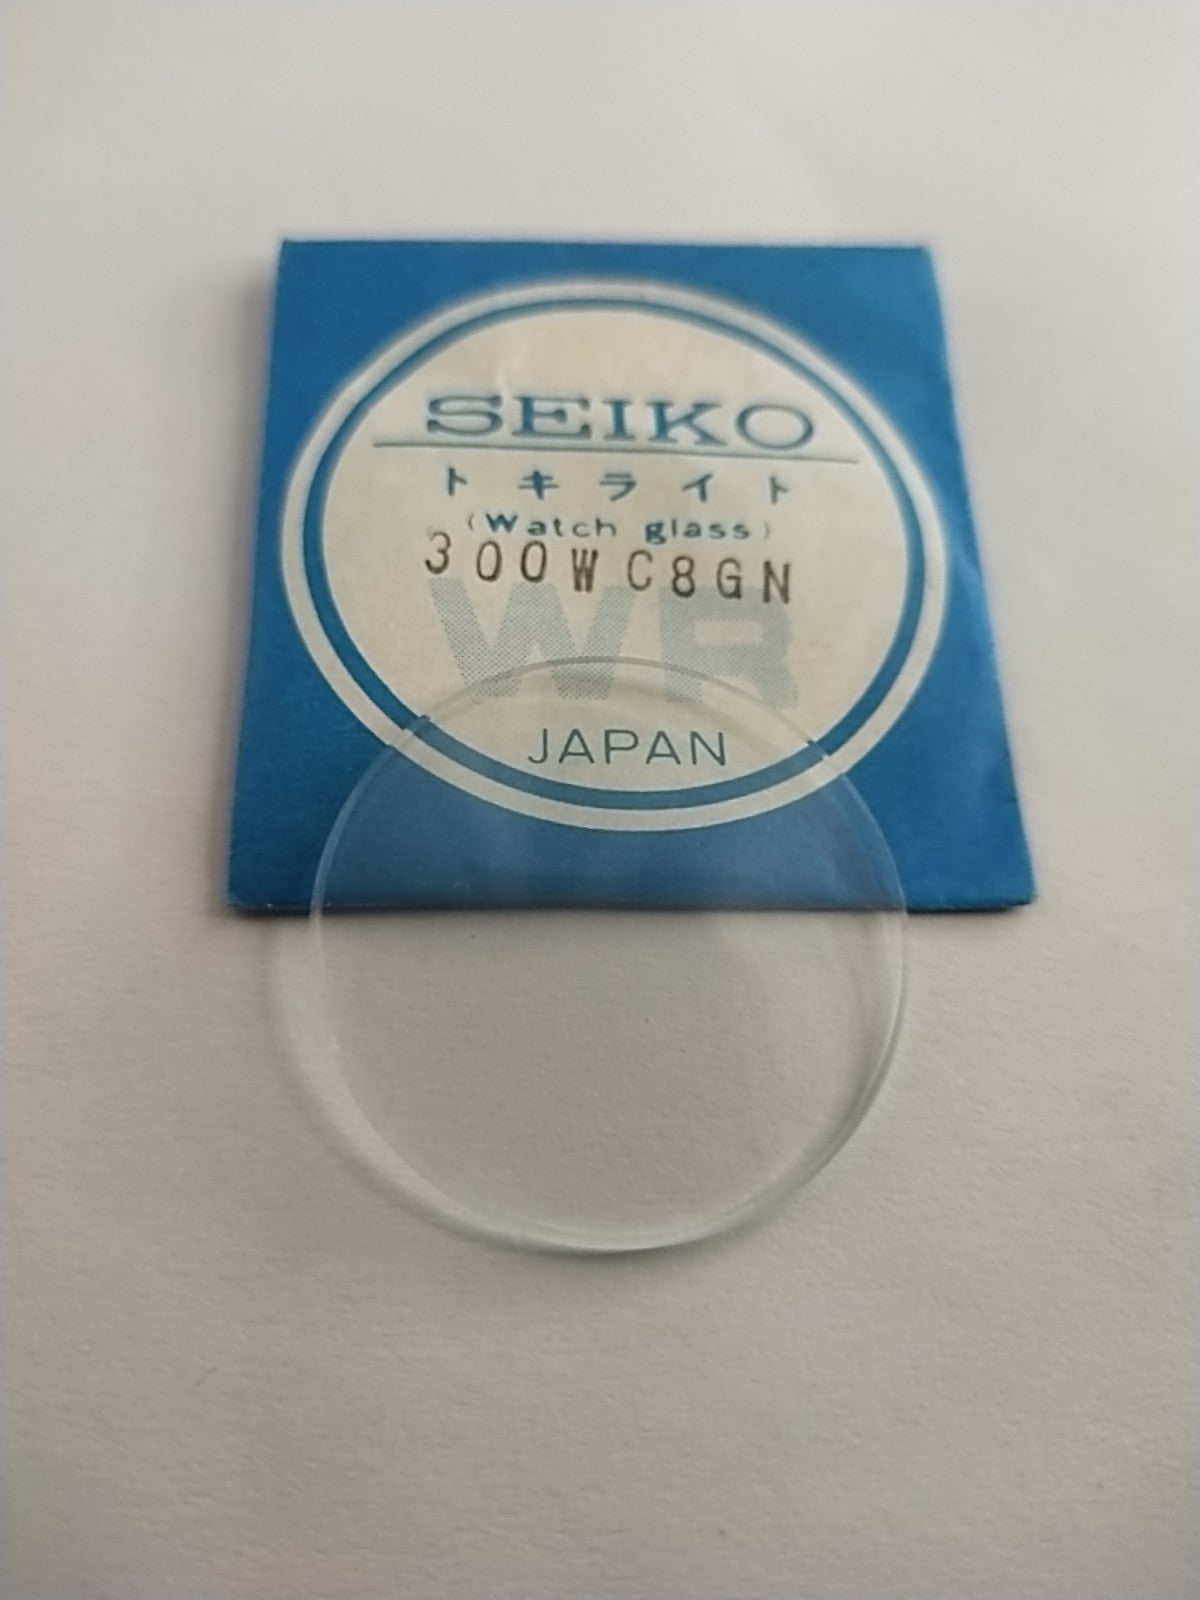 SEIKO
トキライト
(Watch glass)
300WC8GN
WR
JAPAN